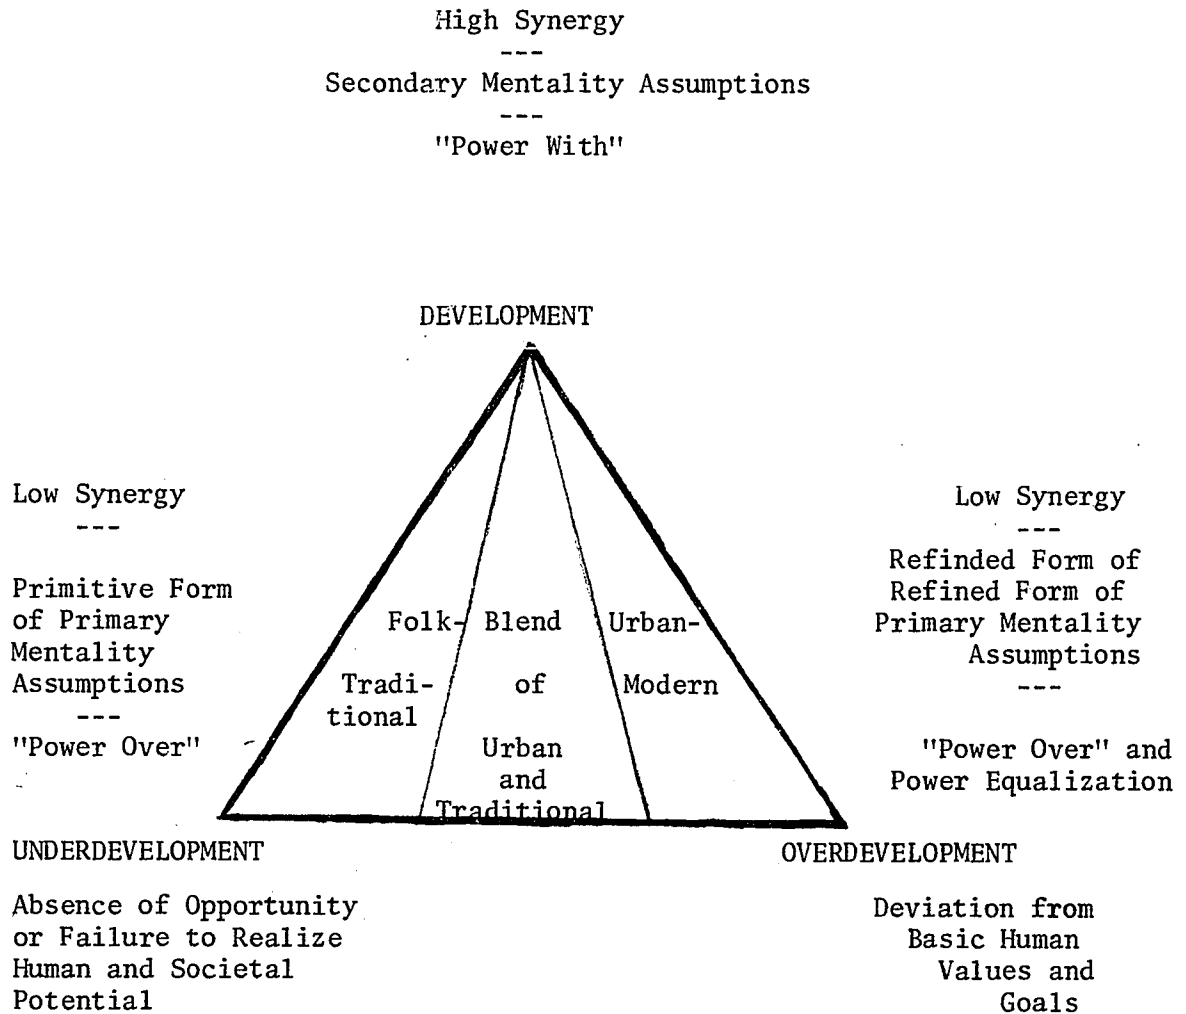 High Synergy
---
Secondary Mentality Assumptions
---
"Power With"
DEVELOPMENT
Low Synergy
---
Primitive Form
of Primary
Mentality
Assumptions
---
"Power Over"
Low Synergy
---
Refinded Form of
Refined Form of
Primary Mentality
Assumptions
---
"Power Over" and
Power Equalization
Folk-
Tradi-
tional
Blend
of
Urban
and
Traditional
Urban-
Modern
UNDERDEVELOPMENT
Absence of Opportunity
or Failure to Realize
Human and Societal
Potential
OVERDEVELOPMENT
Deviation from
Basic Human
Values and
Goals